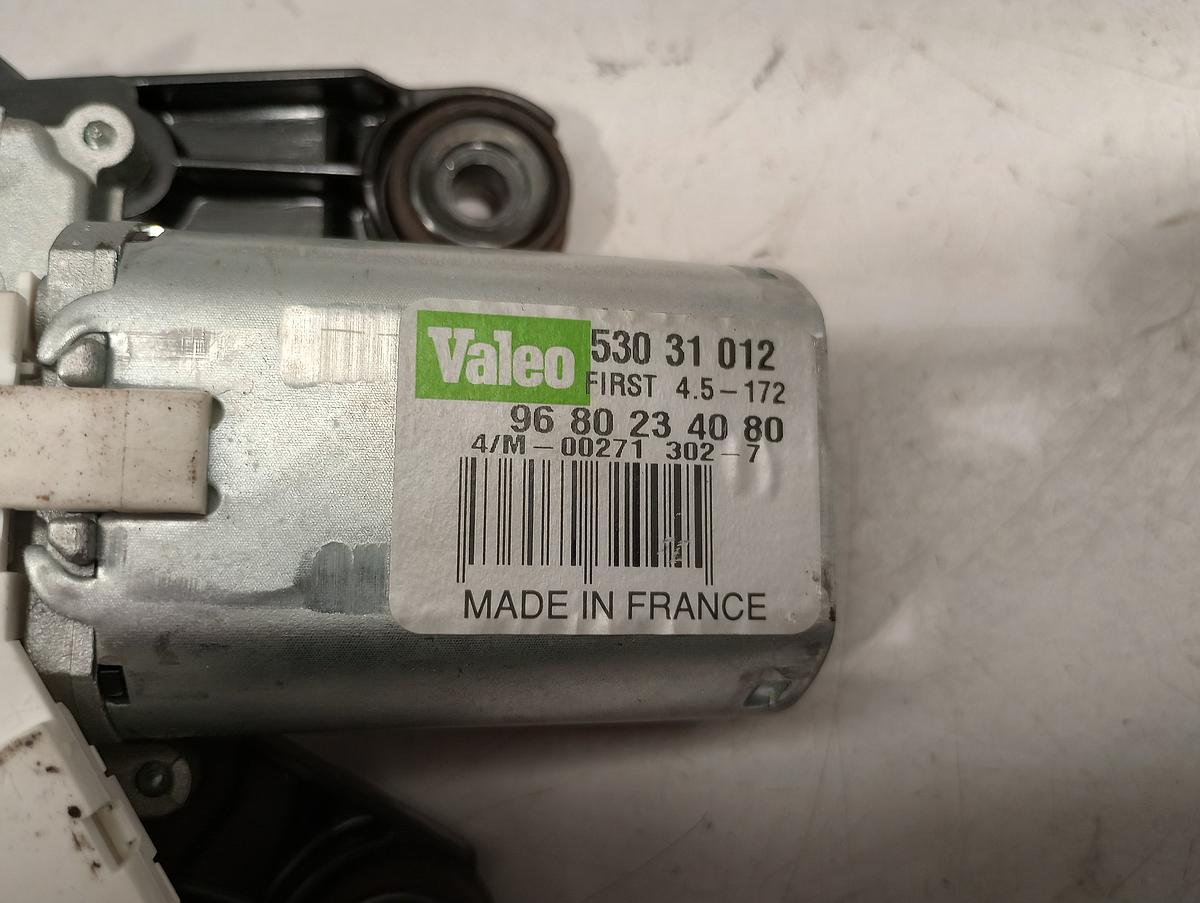 Valeo 530 31 012
FIRST 4.5-172
96 80 23 40 80
4/M-00271 302-7
MADE IN FRANCE